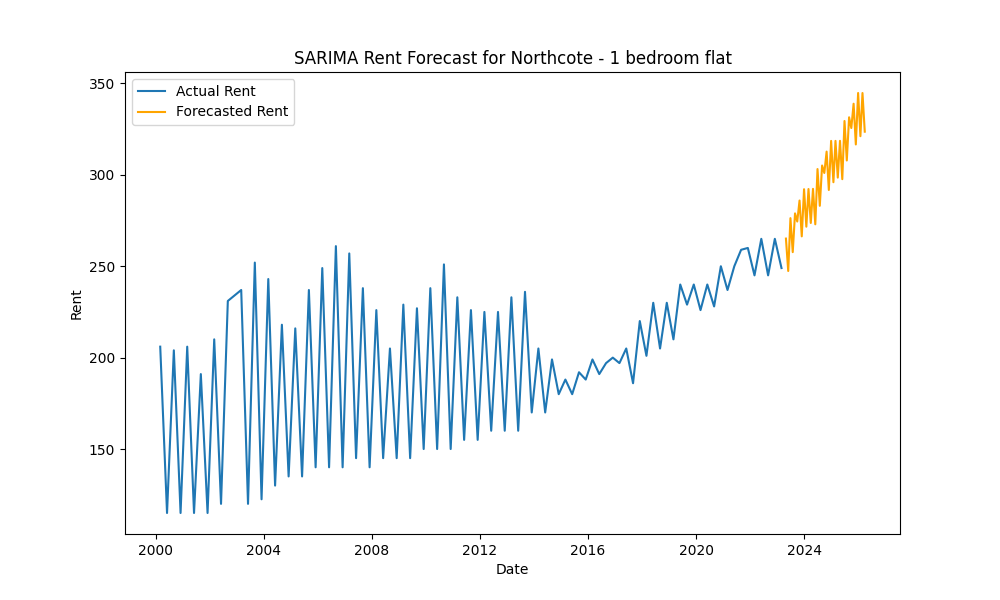 SARIMA Rent Forecast for Northcote - 1 bedroom flat
Actual Rent
Forecasted Rent
350
300
250
200
150
Rent
2000 2004 2008 2012 2016 2020 2024
Date